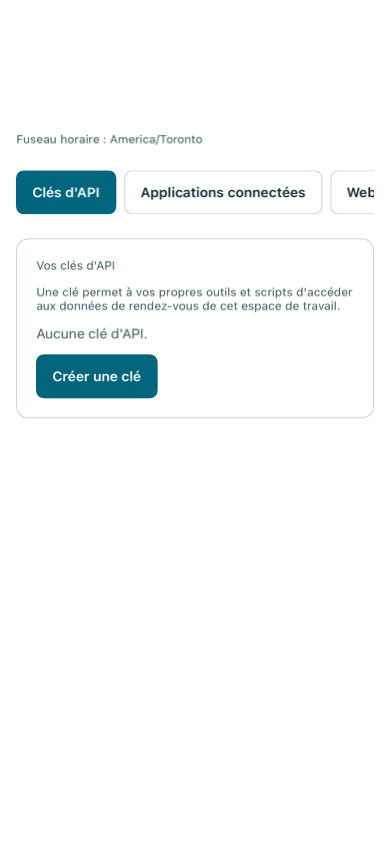 Fuseau horaire : America/Toronto
Clés d'API
Applications connectées
Web
Vos clés d'API
Une clé permet à vos propres outils et scripts d'accéder
aux données de rendez-vous de cet espace de travail.
Aucune clé d'API.
Créer une clé